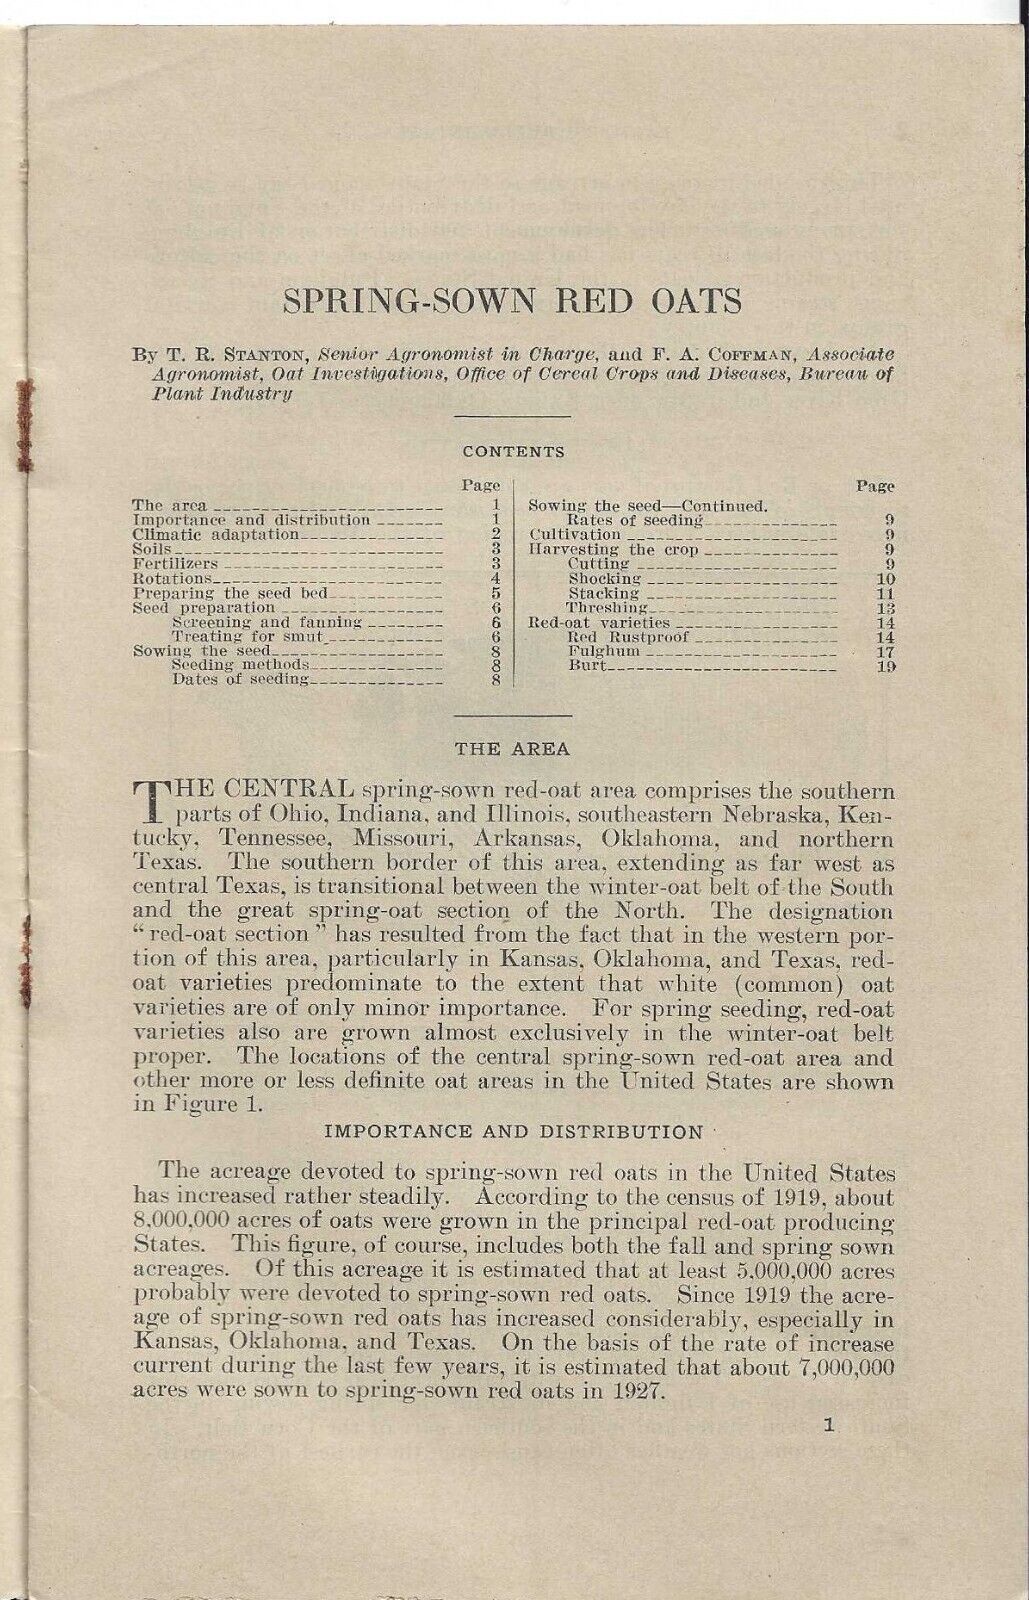 SPRING-SOWN RED OATS
By T. R. STANTON, Senior Agronomist in Charge, and F. A. COFFMAN, Associate
Agronomist, Oat Investigations, Office of Cereal Crops and Diseases, Bureau of
Plant Industry
CONTENTS
Page
The area 1
Importance and distribution 1
Climatic adaptation 2
Soils 3
Fertilizers 3
Rotations 4
Preparing the seed bed 5
Seed preparation 6
Screening and fanning 6
Treating for smut 6
Sowing the seed 8
Seeding methods 8
Dates of seeding 8
Page
Sowing the seed—Continued.
Rates of seeding 9
Cultivation 9
Harvesting the crop 9
Cutting 9
Shocking 10
Stacking 11
Threshing 13
Red-oat varieties 14
Red Rustproof 14
Fulghum 17
Burt 19
THE AREA
THE CENTRAL spring-sown red-oat area comprises the southern
parts of Ohio, Indiana, and Illinois, southeastern Nebraska, Ken-
tucky, Tennessee, Missouri, Arkansas, Oklahoma, and northern
Texas. The southern border of this area, extending as far west as
central Texas, is transitional between the winter-oat belt of the South
and the great spring-oat section of the North. The designation
"red-oat section" has resulted from the fact that in the western por-
tion of this area, particularly in Kansas, Oklahoma, and Texas, red-
oat varieties predominate to the extent that white (common) oat
varieties are of only minor importance. For spring seeding, red-oat
varieties also are grown almost exclusively in the winter-oat belt
proper. The locations of the central spring-sown red-oat area and
other more or less definite oat areas in the United States are shown
in Figure 1.
IMPORTANCE AND DISTRIBUTION
The acreage devoted to spring-sown red oats in the United States
has increased rather steadily. According to the census of 1919, about
8,000,000 acres of oats were grown in the principal red-oat producing
States. This figure, of course, includes both the fall and spring sown
acreages. Of this acreage it is estimated that at least 5,000,000 acres
probably were devoted to spring-sown red oats. Since 1919 the acre-
age of spring-sown red oats has increased considerably, especially in
Kansas, Oklahoma, and Texas. On the basis of the rate of increase
current during the last few years, it is estimated that about 7,000,000
acres were sown to spring-sown red oats in 1927.
1